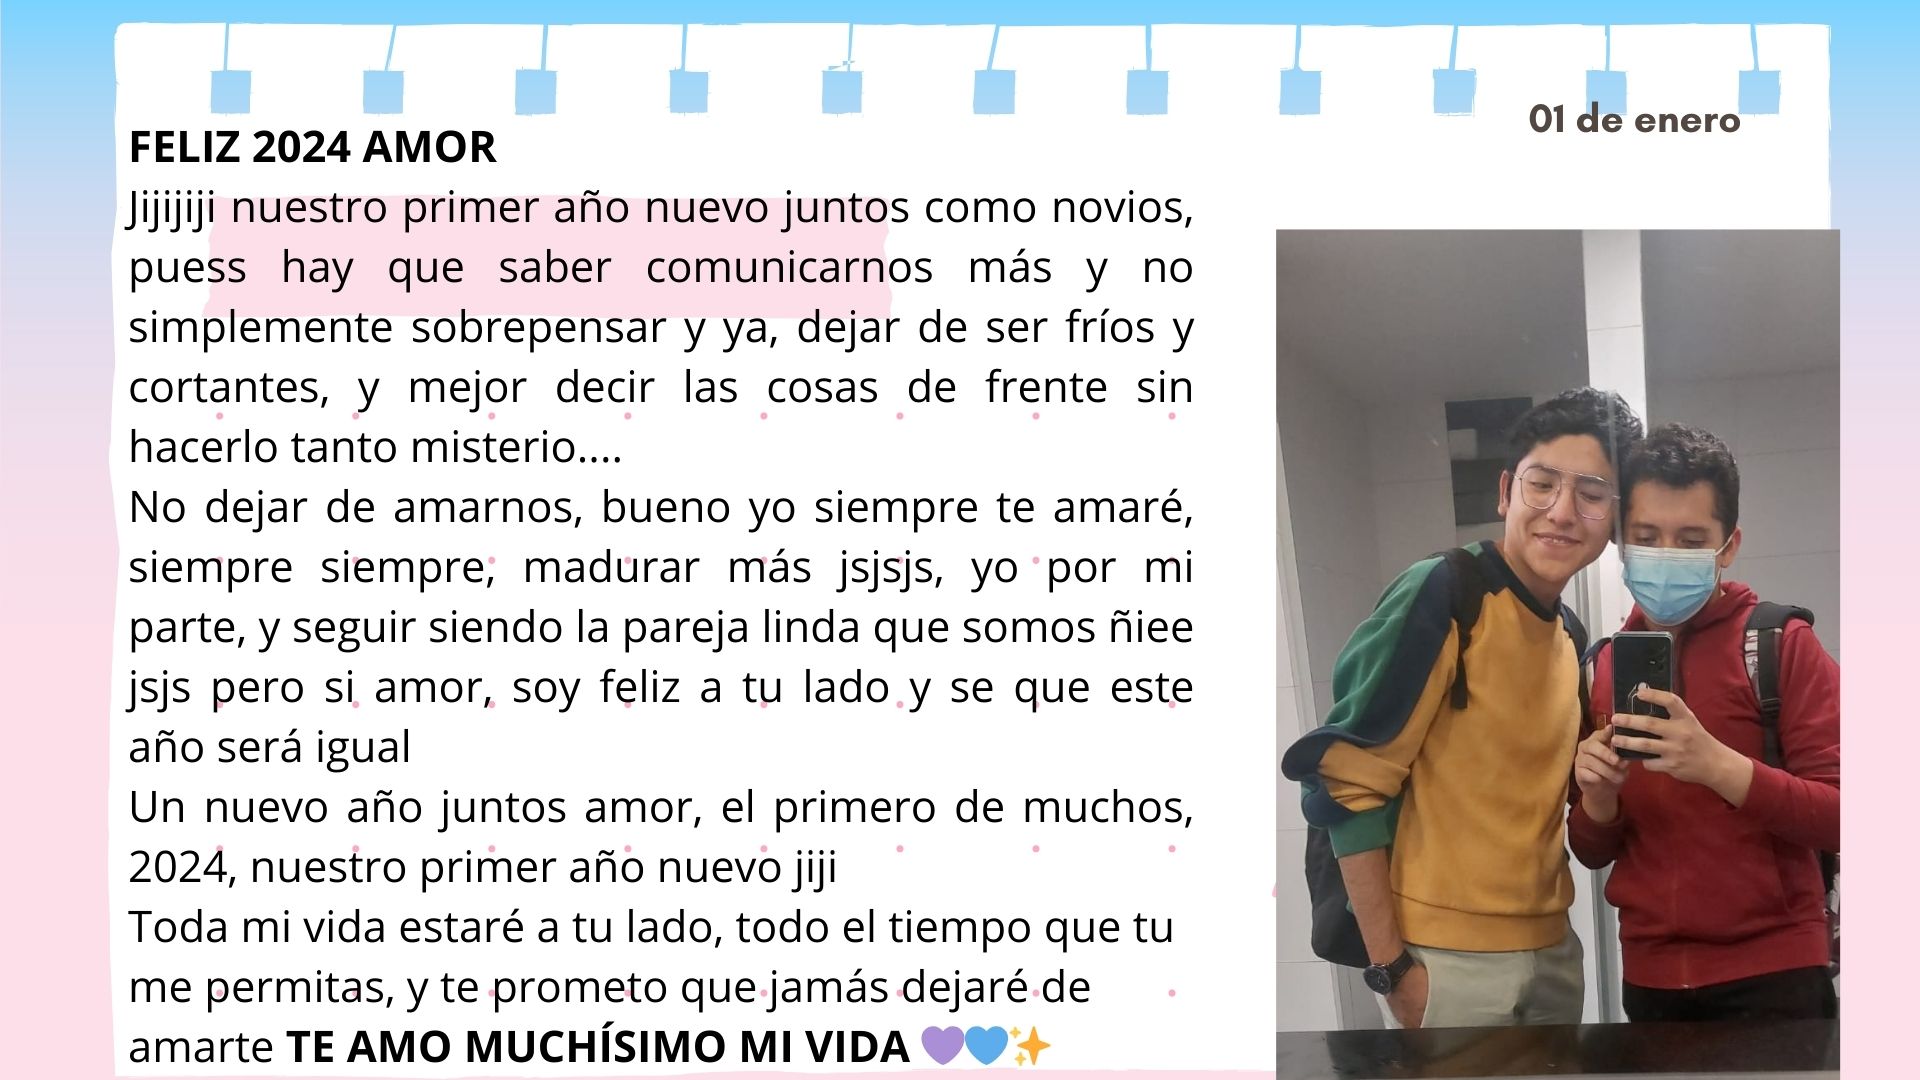 01 de enero
FELIZ 2024 AMOR
Jijijiji nuestro primer año nuevo juntos como novios,
puess hay que saber comunicarnos más y no
simplemente sobrepensar y ya, dejar de ser fríos y
cortantes, y mejor decir las cosas de frente sin
hacerlo tanto misterio....
No dejar de amarnos, bueno yo siempre te amaré,
siempre siempre, madurar más jsjsjs, yo por mi
parte, y seguir siendo la pareja linda que somos ñiee
jsjs pero si amor, soy feliz a tu lado y se que este
año será igual
Un nuevo año juntos amor, el primero de muchos,
2024, nuestro primer año nuevo jiji
Toda mi vida estaré a tu lado, todo el tiempo que tu
me permitas, y te prometo que jamás dejaré de
amarte TE AMO MUCHÍSIMO MI VIDA 💜💙✨